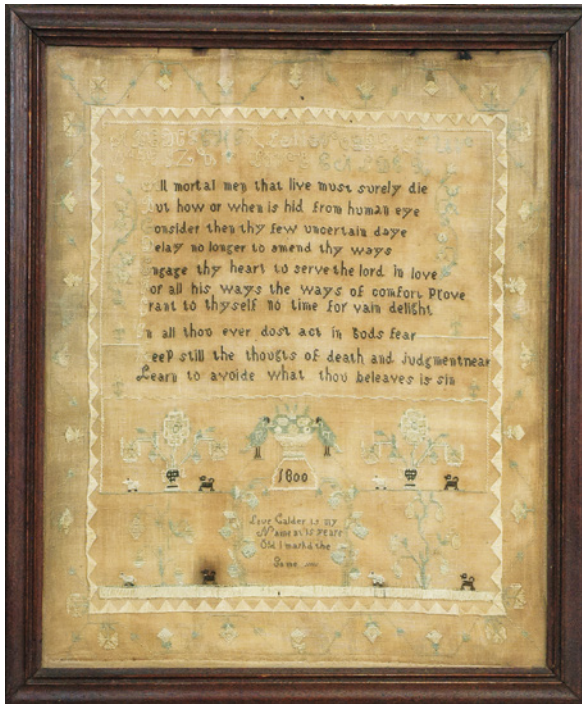 ll mortal men that live must surely die
ut how or when is hid from human eye
onsider then thy few uncertain daye
elay no longer to amend thy ways
ngage thy heart to serve the lord in love
or all his ways the ways of comfort prove
rant to thyself no time for vain delight
n all thou ever dost act in Gods fear
eep still the thougts of death and judgment near
Learn to avoide what thou beleaves is sin
1800
Calder is my
Name at 15 years
Old I markd the
Same